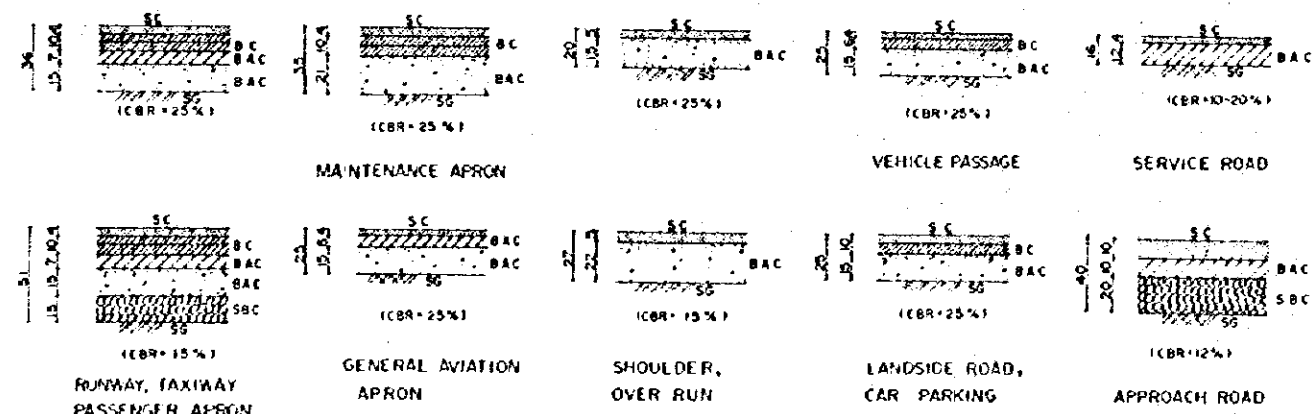 SC SC SC SC SC
36 15 7 10 4 BC BAC BAC SG
35 21 10 4 BC BAC SG
20 15 5 BAC SG
25 15 6 4 BC BAC SG
16 12 4 BAC SG
(CBR=25%) (CBR=25%) (CBR=25%) (CBR=25%) (CBR=10-20%)
MAINTENANCE APRON VEHICLE PASSAGE SERVICE ROAD
SC SC SC SC SC
51 15 15 7 10 4 BC BAC BAC SBC SG
25 15 6 4 BAC BAC SG
27 22 5 BAC SG
25 15 10 BC BAC SG
40 20 10 10 BAC SBC SG
(CBR=15%) (CBR=25%) (CBR=15%) (CBR=25%) (CBR=12%)
RUNWAY, TAXIWAY
PASSENGER APRON
GENERAL AVIATION
APRON
SHOULDER,
OVER RUN
LANDSIDE ROAD,
CAR PARKING
APPROACH ROAD